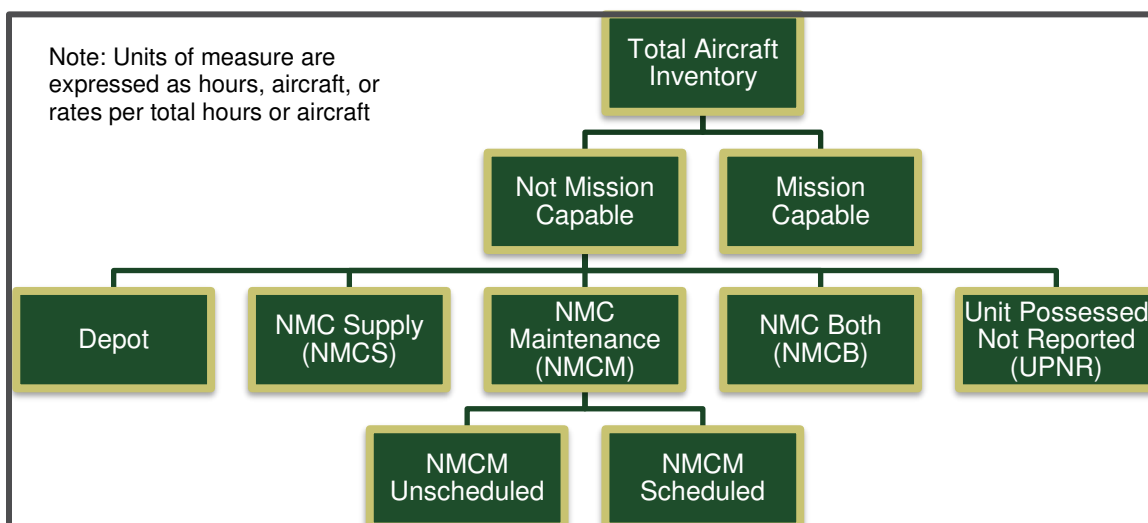 Note: Units of measure are
expressed as hours, aircraft, or
rates per total hours or aircraft
Total Aircraft
Inventory
Not Mission
Capable
Mission
Capable
Depot
NMC Supply
(NMCS)
NMC
Maintenance
(NMCM)
NMC Both
(NMCB)
Unit Possessed
Not Reported
(UPNR)
NMCM
Unscheduled
NMCM
Scheduled